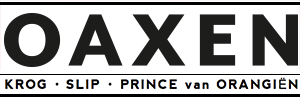 OAXEN
KROG · SLIP · PRINCE van ORANGIËN